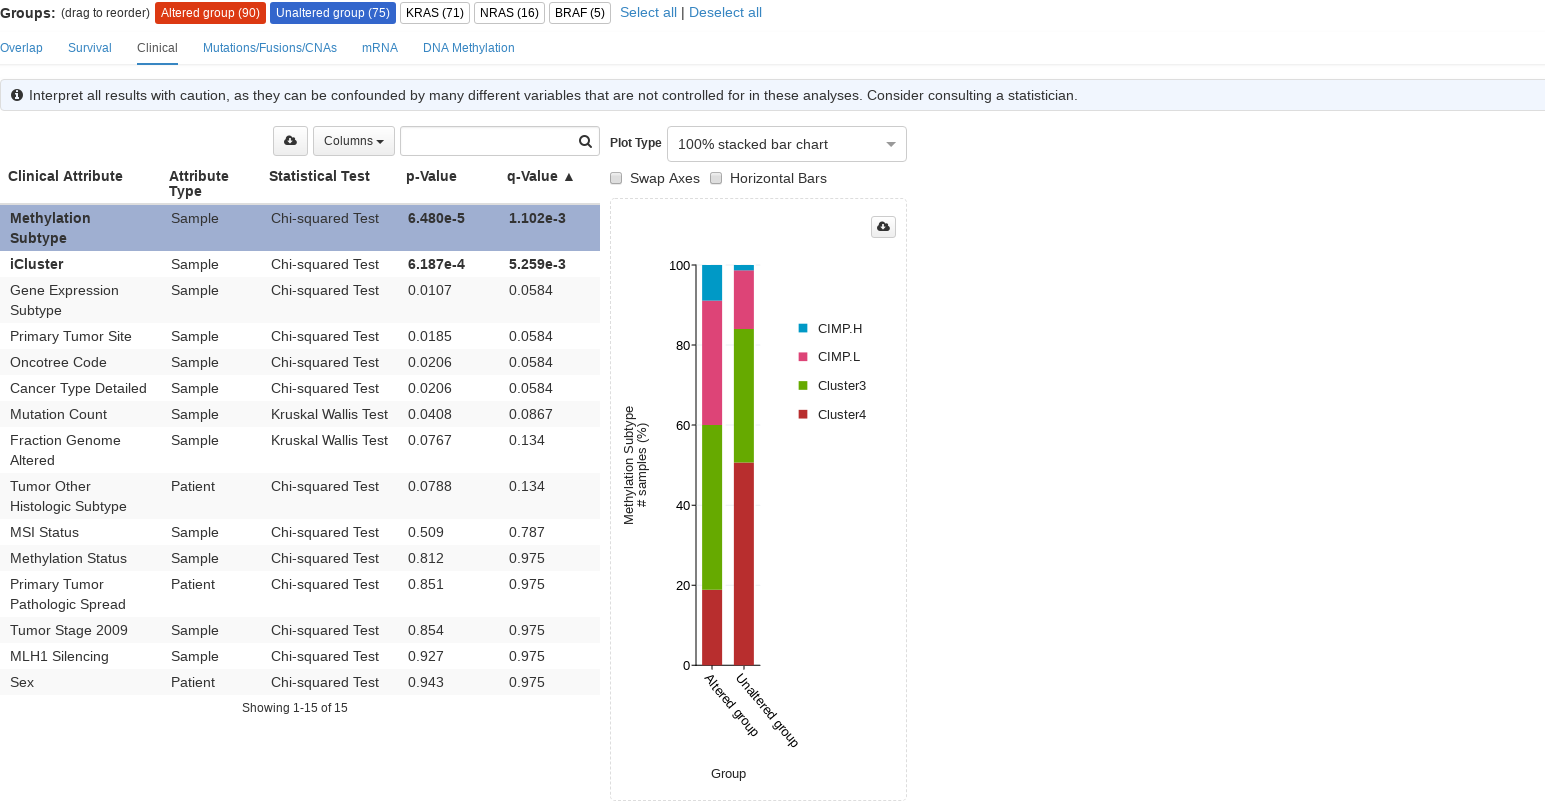 Groups: (drag to reorder) Altered group (90) Unaltered group (75) KRAS (71) NRAS (16) BRAF (5) Select all | Deselect all
Overlap Survival Clinical Mutations/Fusions/CNAs mRNA DNA Methylation
Interpret all results with caution, as they can be confounded by many different variables that are not controlled for in these analyses. Consider consulting a statistician.
Columns
Clinical Attribute Attribute Type Statistical Test p-Value q-Value ▲
Methylation Subtype Sample Chi-squared Test 6.480e-5 1.102e-3
iCluster Sample Chi-squared Test 6.187e-4 5.259e-3
Gene Expression Subtype Sample Chi-squared Test 0.0107 0.0584
Primary Tumor Site Sample Chi-squared Test 0.0185 0.0584
Oncotree Code Sample Chi-squared Test 0.0206 0.0584
Cancer Type Detailed Sample Chi-squared Test 0.0206 0.0584
Mutation Count Sample Kruskal Wallis Test 0.0408 0.0867
Fraction Genome Altered Sample Kruskal Wallis Test 0.0767 0.134
Tumor Other Histologic Subtype Patient Chi-squared Test 0.0788 0.134
MSI Status Sample Chi-squared Test 0.509 0.787
Methylation Status Sample Chi-squared Test 0.812 0.975
Primary Tumor Pathologic Spread Patient Chi-squared Test 0.851 0.975
Tumor Stage 2009 Sample Chi-squared Test 0.854 0.975
MLH1 Silencing Sample Chi-squared Test 0.927 0.975
Sex Patient Chi-squared Test 0.943 0.975
Showing 1-15 of 15
Plot Type 100% stacked bar chart
Swap Axes Horizontal Bars
100
80
60
40
20
0
Methylation Subtype
# samples (%)
CIMP.H
CIMP.L
Cluster3
Cluster4
Altered group
Unaltered group
Group